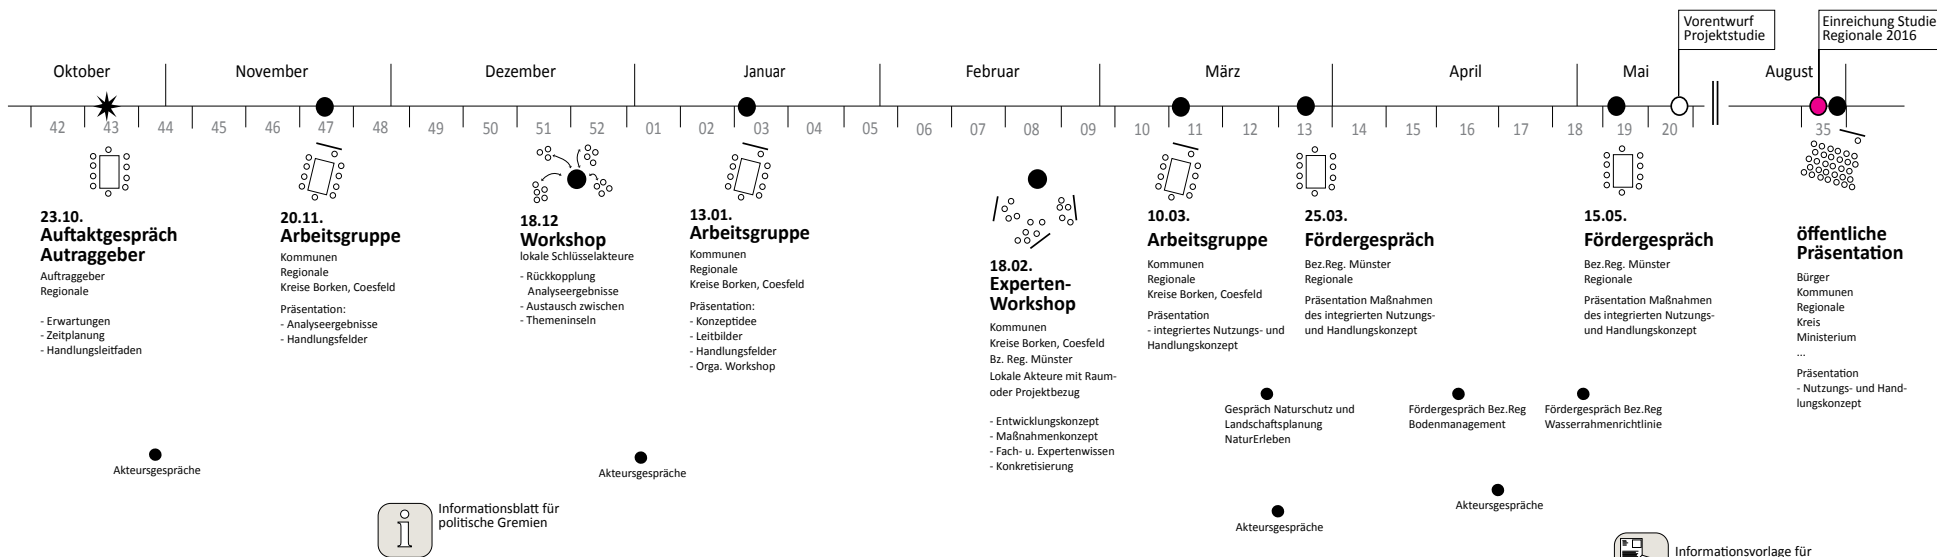 Vorentwurf
Projektstudie
Einreichung Studie
Regionale 2016
Oktober
November
Dezember
Januar
Februar
März
April
Mai
August
42
43
44
45
46
47
48
49
50
51
52
01
02
03
04
05
06
07
08
09
10
11
12
13
14
15
16
17
18
19
20
35
23.10.
Auftaktgespräch
Autraggeber
Auftraggeber
Regionale
- Erwartungen
- Zeitplanung
- Handlungsleitfaden
20.11.
Arbeitsgruppe
Kommunen
Regionale
Kreise Borken, Coesfeld
Präsentation:
- Analyseergebnisse
- Handlungsfelder
18.12
Workshop
lokale Schlüsselakteure
- Rückkopplung
Analyseergebnisse
- Austausch zwischen
- Themeninseln
13.01.
Arbeitsgruppe
Kommunen
Regionale
Kreise Borken, Coesfeld
Präsentation:
- Konzeptidee
- Leitbilder
- Handlungsfelder
- Orga. Workshop
18.02.
Experten-
Workshop
Kommunen
Kreise Borken, Coesfeld
Bz. Reg. Münster
Lokale Akteure mit Raum-
oder Projektbezug
- Entwicklungskonzept
- Maßnahmenkonzept
- Fach- u. Expertenwissen
- Konkretisierung
10.03.
Arbeitsgruppe
Kommunen
Regionale
Kreise Borken, Coesfeld
Präsentation
- integriertes Nutzungs- und
Handlungskonzept
25.03.
Fördergespräch
Bez.Reg. Münster
Regionale
Präsentation Maßnahmen
des integrierten Nutzungs-
und Handlungskonzept
15.05.
Fördergespräch
Bez.Reg. Münster
Regionale
Präsentation Maßnahmen
des integrierten Nutzungs-
und Handlungskonzept
öffentliche
Präsentation
Bürger
Kommunen
Regionale
Kreis
Ministerium
...
Präsentation
- Nutzungs- und Hand-
lungskonzept
Gespräch Naturschutz und
Landschaftsplanung
NaturErleben
Fördergespräch Bez.Reg
Bodenmanagement
Fördergespräch Bez.Reg
Wasserrahmenrichtlinie
Akteursgespräche
Akteursgespräche
Akteursgespräche
Akteursgespräche
i
Informationsblatt für
politische Gremien
Informationsvorlage für